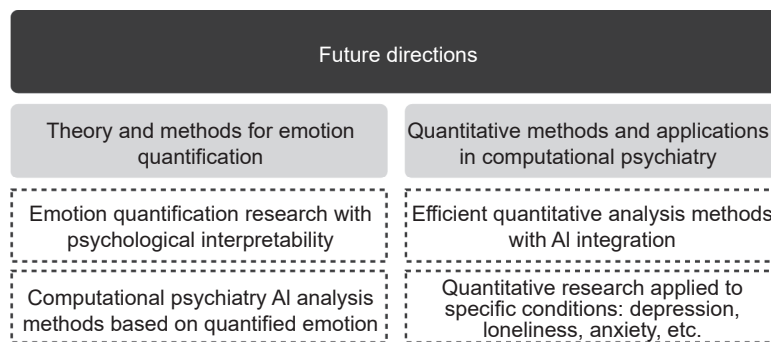 Future directions
Theory and methods for emotion
quantification
Quantitative methods and applications
in computational psychiatry
Emotion quantification research with
psychological interpretability
Efficient quantitative analysis methods
with AI integration
Computational psychiatry AI analysis
methods based on quantified emotion
Quantitative research applied to
specific conditions: depression,
loneliness, anxiety, etc.